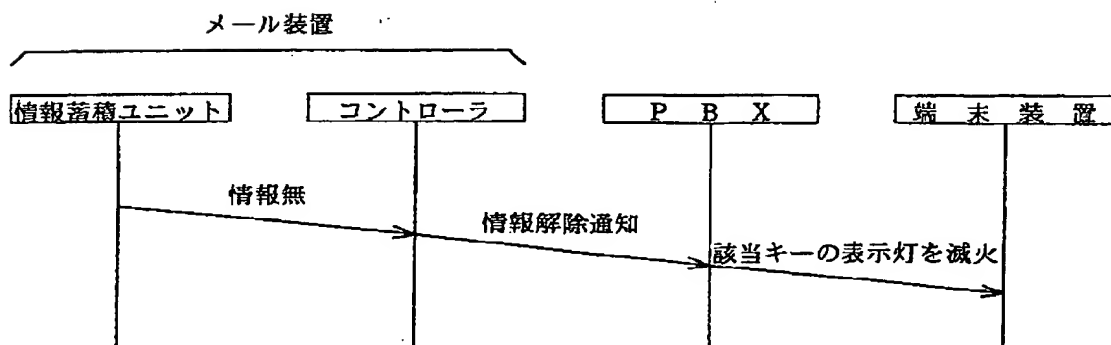 メール装置
情報蓄積ユニット
コントローラ
P B X
端末装置
情報無
情報解除通知
該当キーの表示灯を滅火